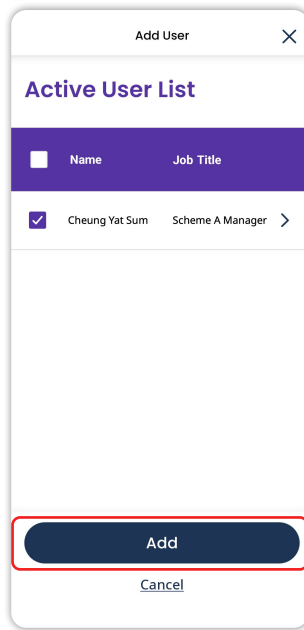 Add User
Active User List
Name Job Title
Cheung Yat Sum Scheme A Manager
Add
Cancel